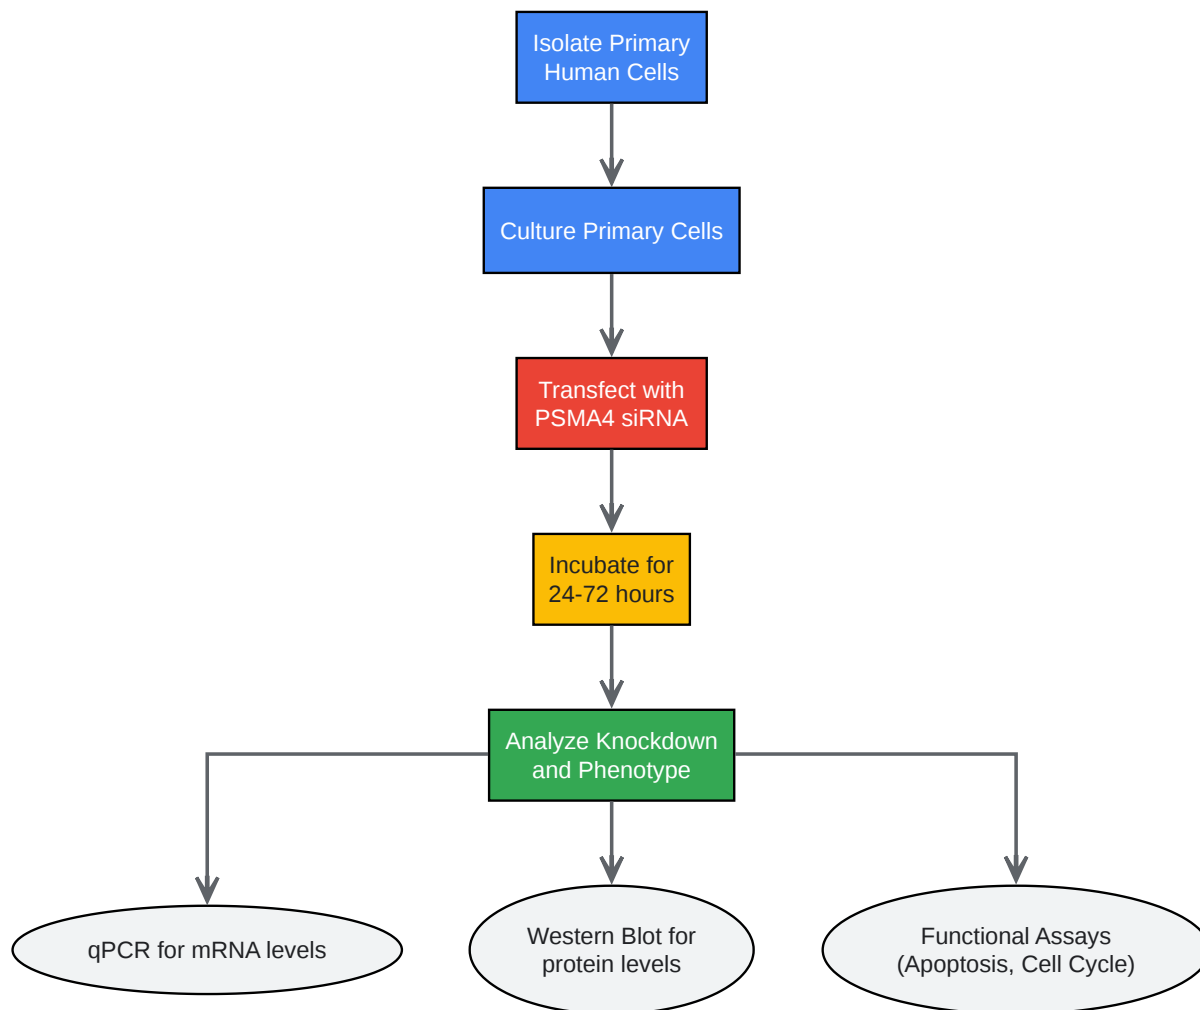 Isolate Primary
Human Cells
Culture Primary Cells
Transfect with
PSMA4 siRNA
Incubate for
24-72 hours
Analyze Knockdown
and Phenotype
qPCR for mRNA levels
Western Blot for
protein levels
Functional Assays
(Apoptosis, Cell Cycle)